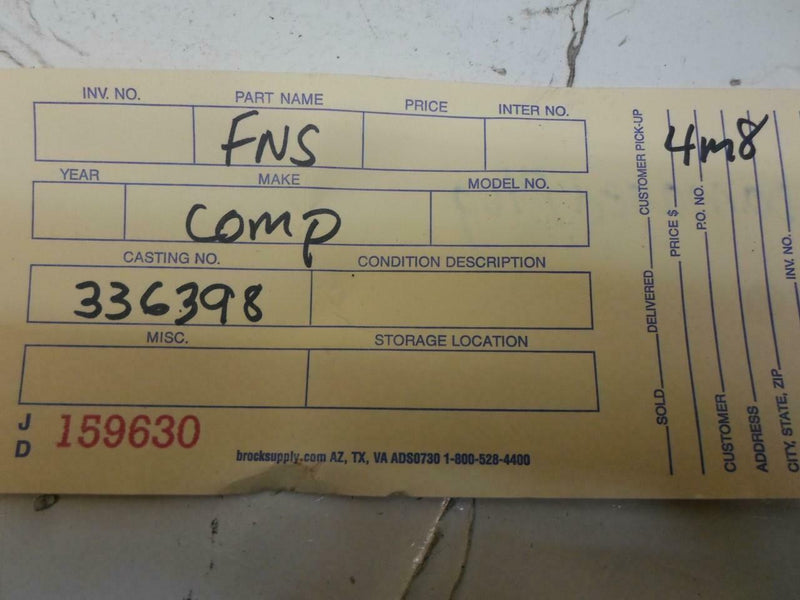 INV. NO. PART NAME PRICE INTER NO.
FNS
YEAR MAKE MODEL NO.
comp
CASTING NO. CONDITION DESCRIPTION
336398
MISC. STORAGE LOCATION
JD 159630
brocksupply.com AZ, TX, VA ADS0730 1-800-528-4400
SOLD DELIVERED CUSTOMER PICK-UP
PRICE $
4m8
P.O. NO.
CUSTOMER
ADDRESS
CITY, STATE, ZIP INV. NO.